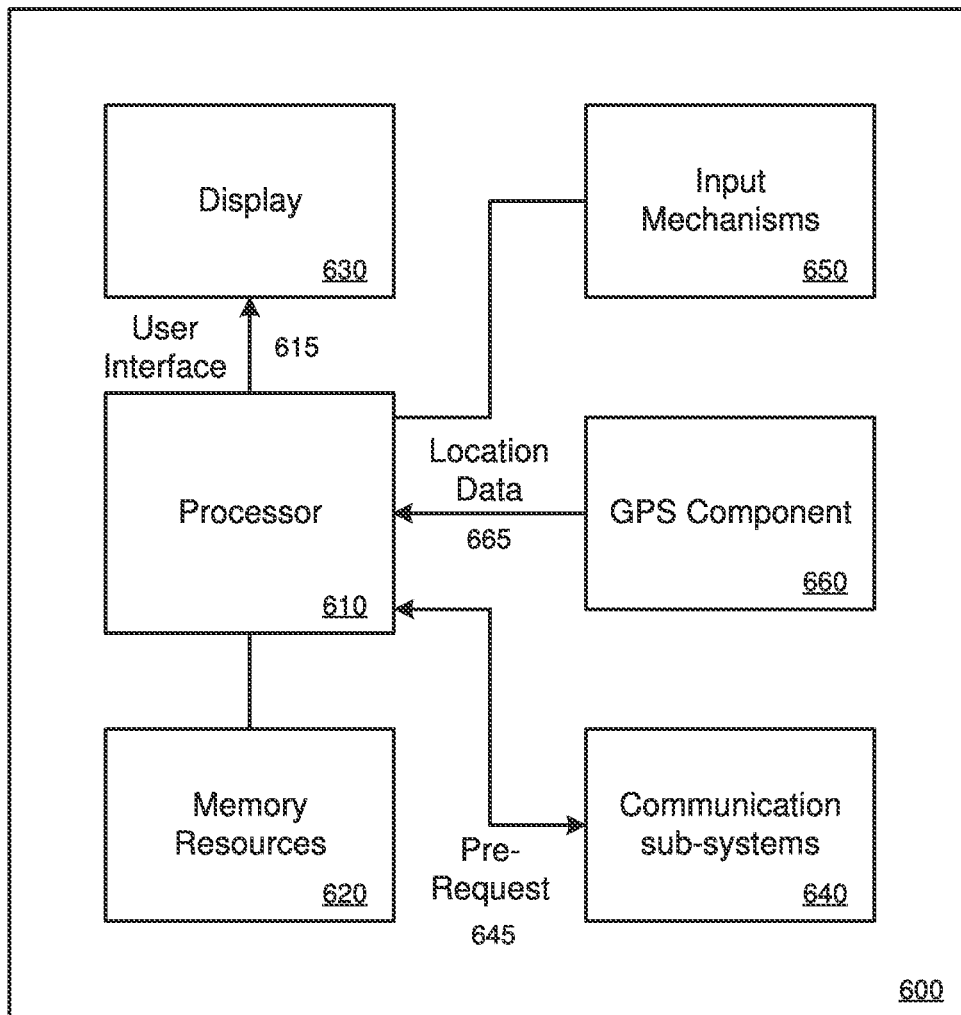 Display
630
Input
Mechanisms
650
User
Interface
615
Processor
610
Location
Data
665
GPS Component
660
Memory
Resources
620
Pre-
Request
645
Communication
sub-systems
640
600